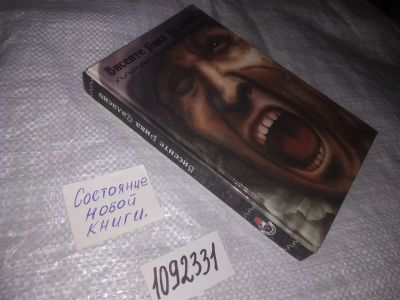 Висенте Рива Паласио
Висенте Рива Паласио
Состояние
новой
книги.
1092331